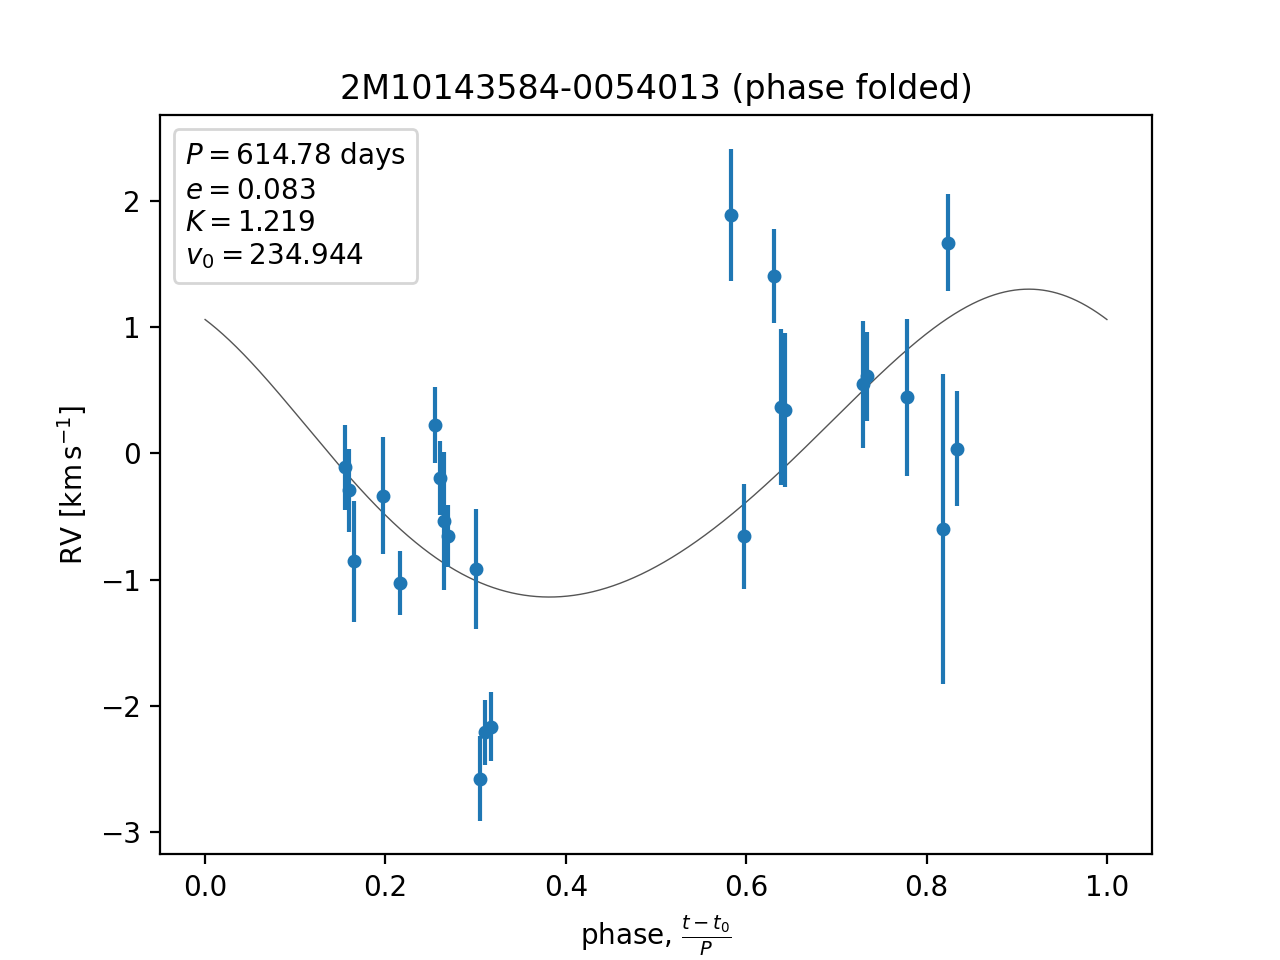 2M10143584-0054013 (phase folded)
P = 614.78 days
e = 0.083
K = 1.219
v₀ = 234.944
2
1
0
−1
−2
−3
RV [km s⁻¹]
0.0 0.2 0.4 0.6 0.8 1.0
phase, (t − t₀)/P